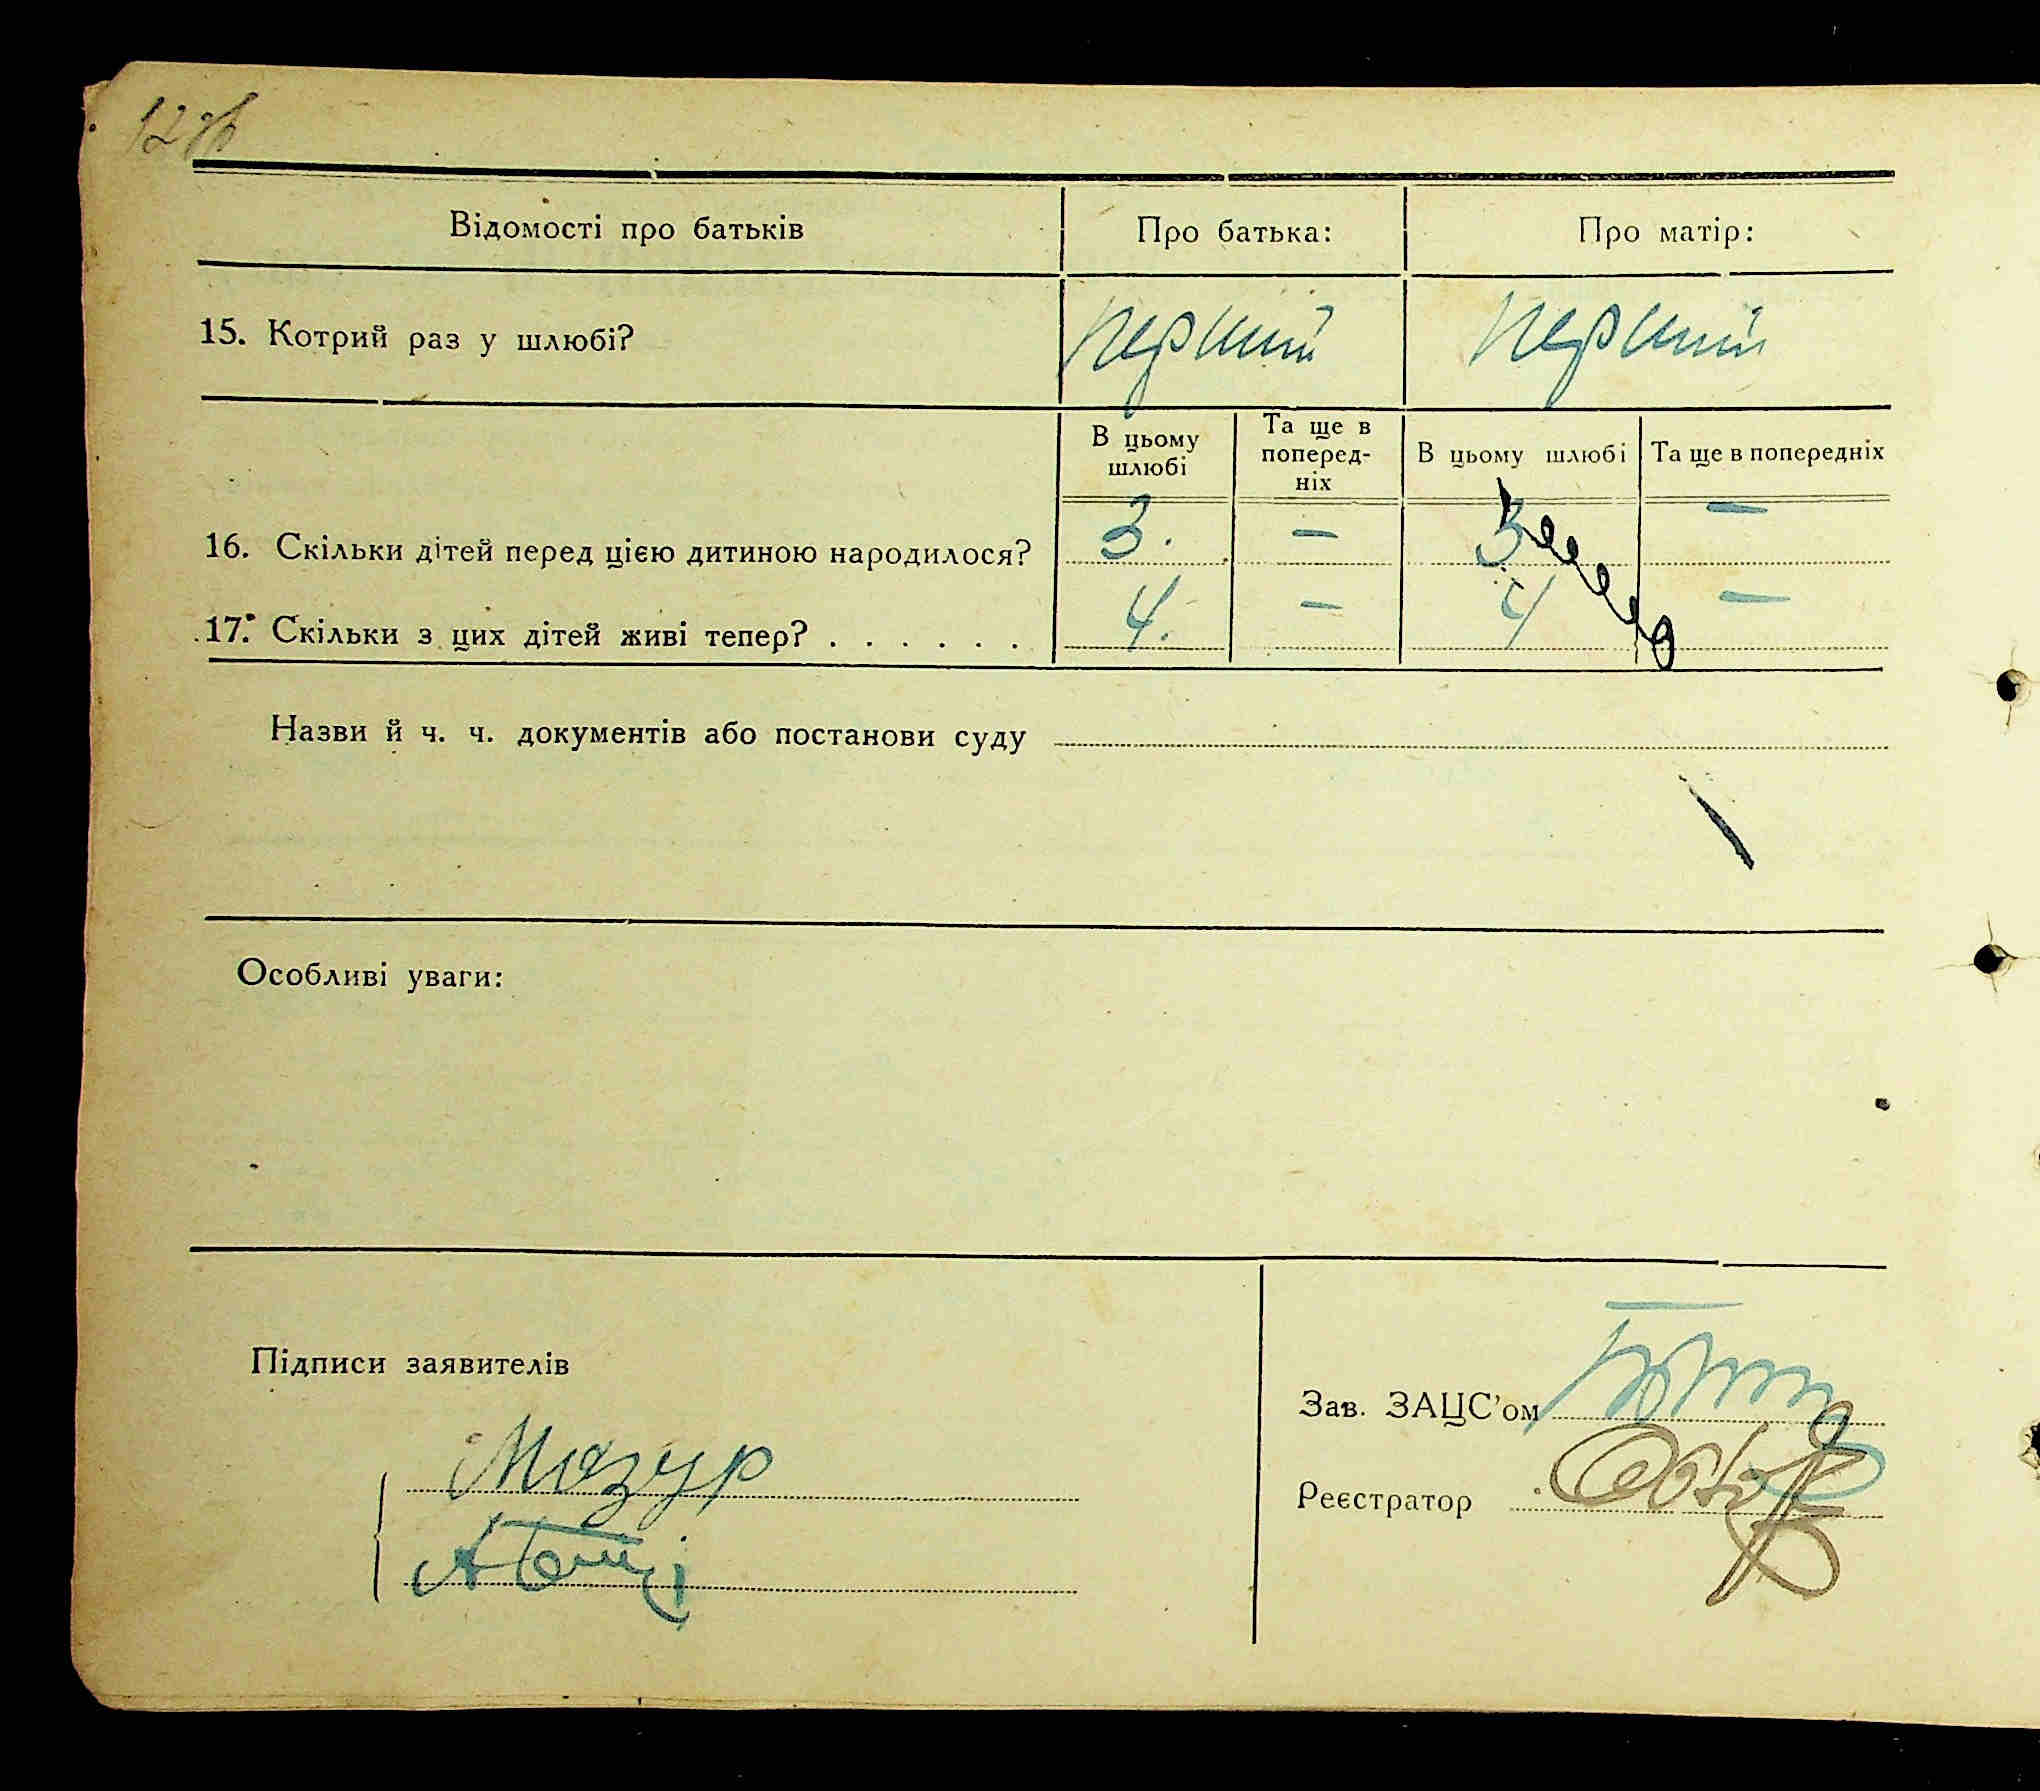 Відомості про батьків Про батька: Про матір:
15. Котрий раз у шлюбі? перший перший
В цьому шлюбі Та ще в поперед-ніх В цьому шлюбі Та ще в попередніх
16. Скільки дітей перед цією дитиною народилося? 3. — 3 —
17. Скільки з цих дітей живі тепер? . . . . . . 4. — 4 —
Назви й ч. ч. документів або постанови суду
Особливі уваги:
Підписи заявителів
Зав. ЗАЦС'ом
Мазур
Реєстратор